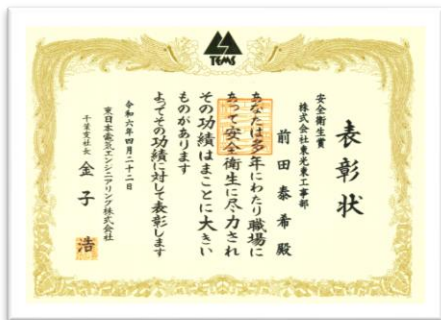 TEMS
表彰状
安全衛生賞
株式会社東光東工事部
前田泰希 殿
あなたは多年にわたり職場に
あって安全衛生に尽力され
その功績はまことに大きい
ものがあります
よってその功績に対して表彰します
令和六年四月二十二日
東日本電気エンジニアリング株式会社
千葉支社長 金子 浩